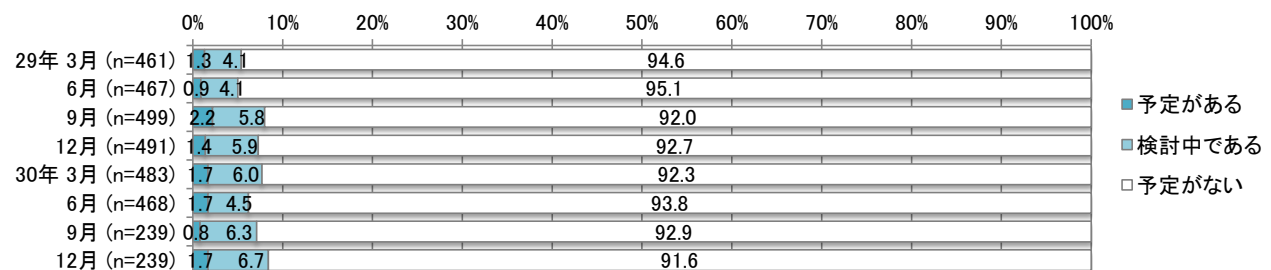 0% 10% 20% 30% 40% 50% 60% 70% 80% 90% 100%
29年 3月 (n=461) 1.3 4.1 94.6
6月 (n=467) 0.9 4.1 95.1
9月 (n=499) 2.2 5.8 92.0
12月 (n=491) 1.4 5.9 92.7
30年 3月 (n=483) 1.7 6.0 92.3
6月 (n=468) 1.7 4.5 93.8
9月 (n=239) 0.8 6.3 92.9
12月 (n=239) 1.7 6.7 91.6
予定がある
検討中である
予定がない